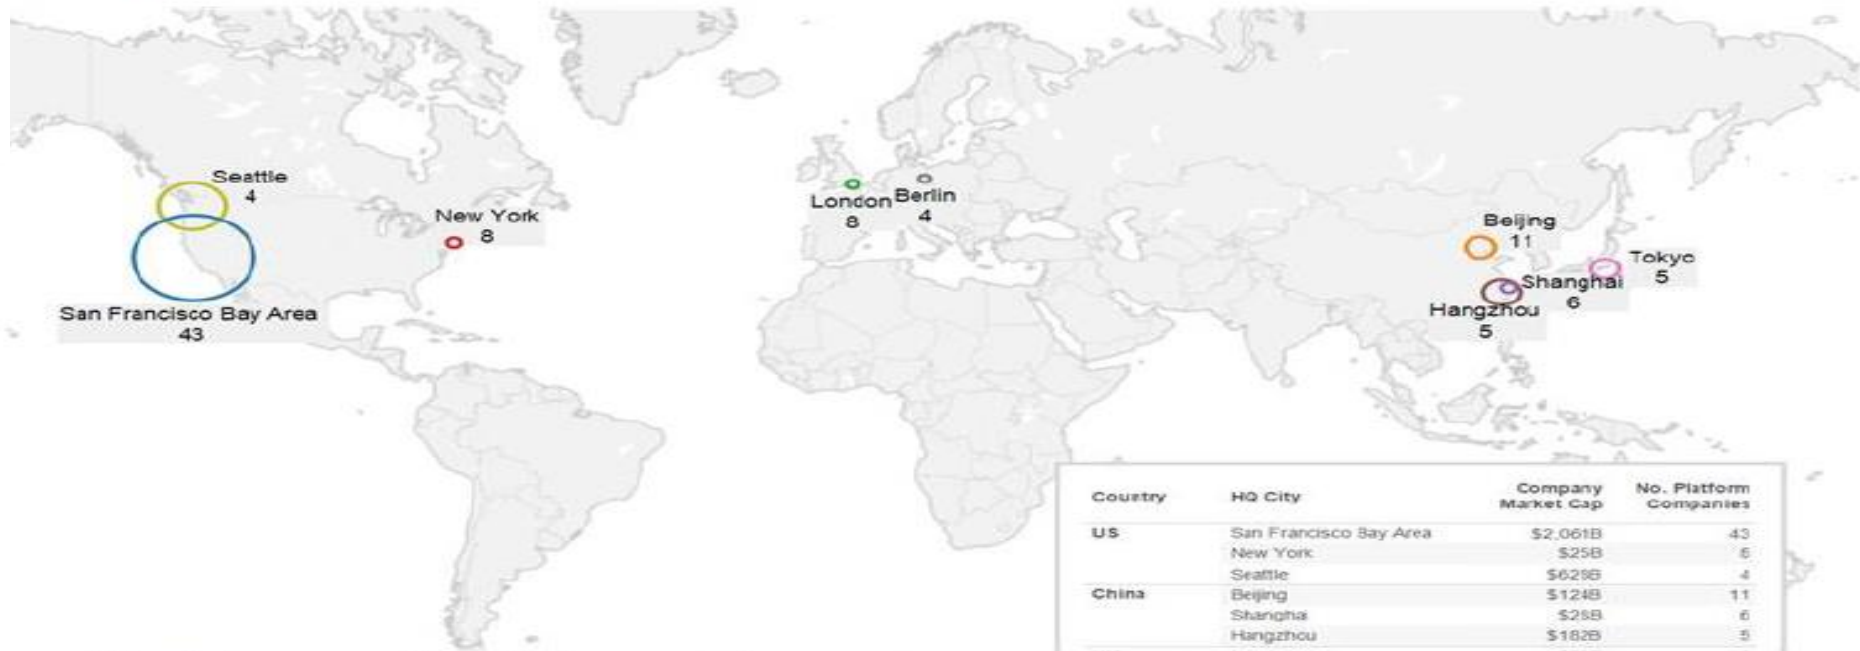 Seattle
4
New York
8
San Francisco Bay Area
43
London
8
Berlin
4
Beijing
11
Tokyo
5
Shanghai
6
Hangzhou
5
Country HQ City Company Market Cap No. Platform Companies
US San Francisco Bay Area $2,061B 43
New York $25B
Seattle 4
China Beijing $124B 11
Shanghai 6
Hangzhou $182B 5